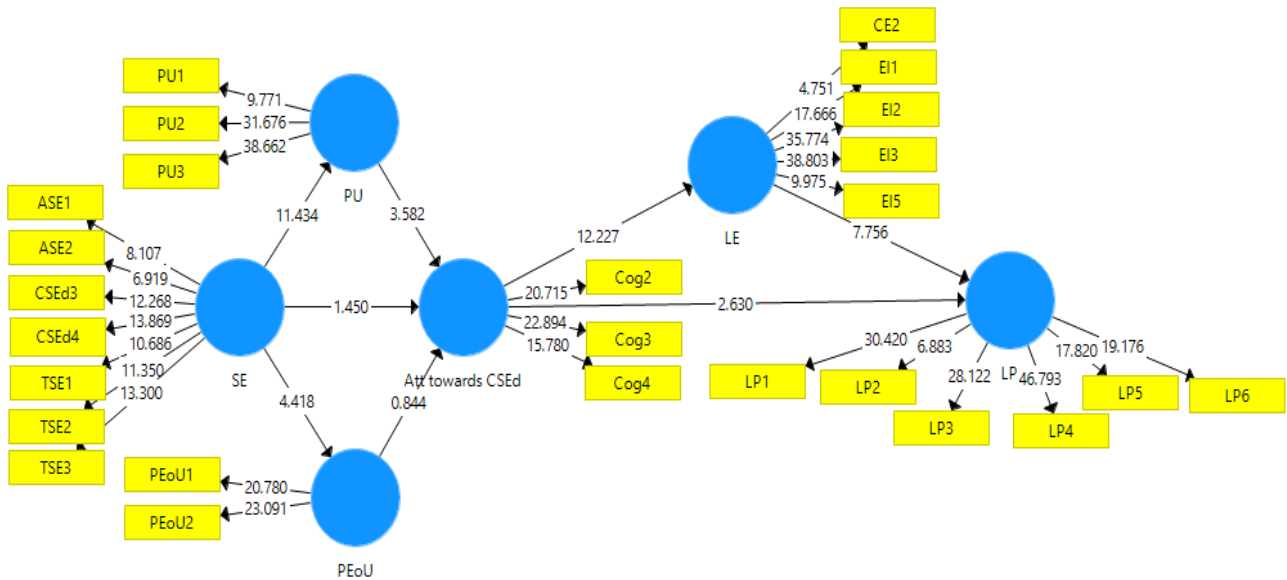 CE2
PU1
EI1
4.751
9.771
17.666
EI2
PU2
31.676
35.774
38.662
EI3
38.803
PU3
9.975
EI5
ASE1
PU
11.434
3.582
LE
7.756
8.107
12.227
ASE2
6.919
Cog2
CSEd3
12.268
20.715
1.450
2.630
CSEd4
13.869
22.894
Cog3
10.686
15.780
30.420
17.820
19.176
TSE1
11.350
SE
Att towards CSEd
Cog4
LP1
6.883
LP
13.300
LP2
28.122
46.793
LP5
LP6
4.418
0.844
TSE2
LP3
LP4
TSE3
PEoU1
20.780
23.091
PEoU2
PEoU